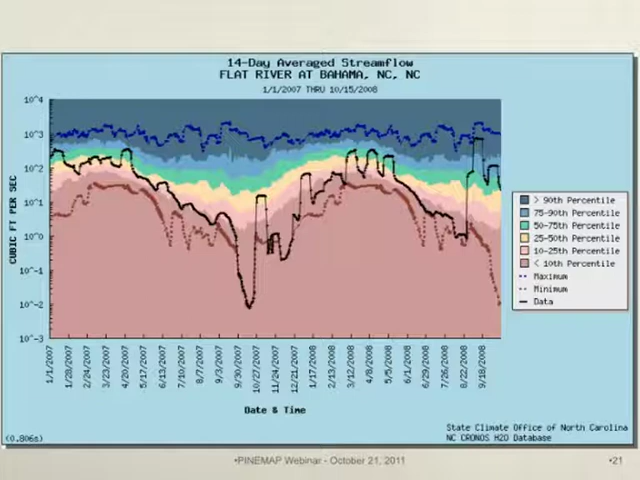 14-Day Averaged Streamflow
FLAT RIVER AT BAHAMA, NC, NC
1/1/2007 THRU 10/15/2008
CUBIC FT PER SEC
10^4
10^3
10^2
10^1
10^0
10^-1
10^-2
10^-3
1/1/2007
1/28/2007
2/24/2007
3/23/2007
4/20/2007
5/17/2007
6/13/2007
7/10/2007
8/7/2007
9/3/2007
9/30/2007
10/27/2007
11/24/2007
12/21/2007
1/17/2008
2/13/2008
3/12/2008
4/8/2008
5/5/2008
6/1/2008
6/29/2008
7/26/2008
8/22/2008
9/18/2008
Date & Time
> 90th Percentile
75-90th Percentile
50-75th Percentile
25-50th Percentile
10-25th Percentile
< 10th Percentile
Maximum
Minimum
Data
State Climate Office of North Carolina
NC CRONOS H2O Database
(0.806s)
•PINEMAP Webinar - October 21, 2011
•21